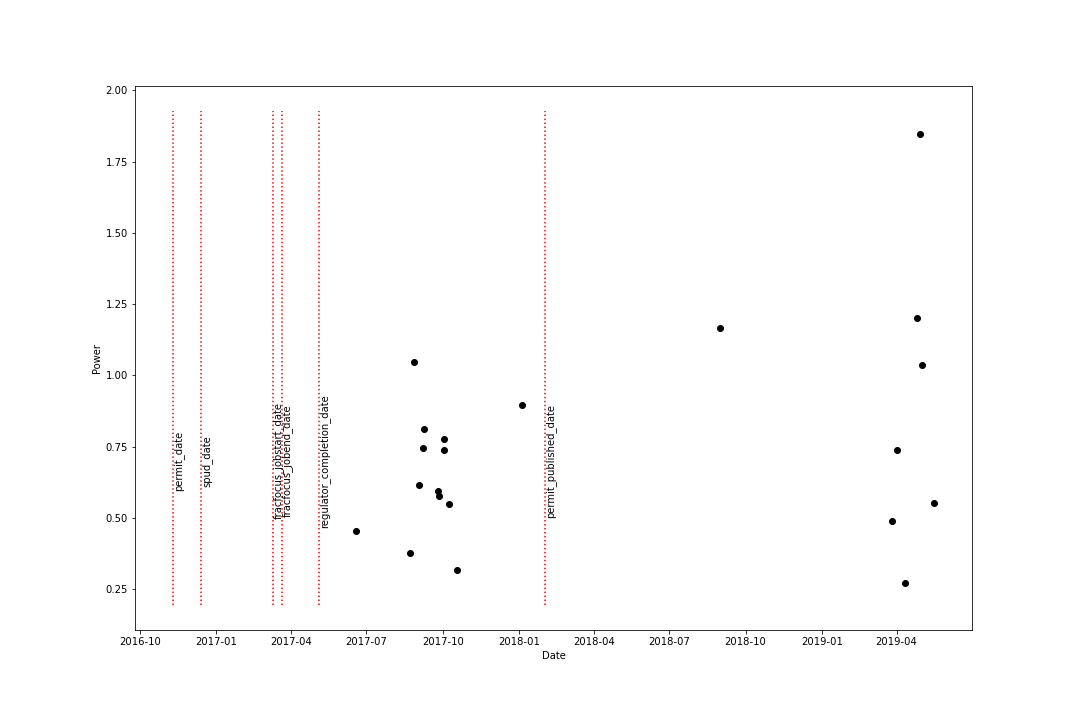 2.00
1.75
1.50
1.25
1.00
0.75
0.50
0.25
Power
permit_date
spud_date
fracfocus_jobstart_date
fracfocus_jobend_date
regulator_completion_date
permit_published_date
2016-10
2017-01
2017-04
2017-07
2017-10
2018-01
2018-04
2018-07
2018-10
2019-01
2019-04
Date